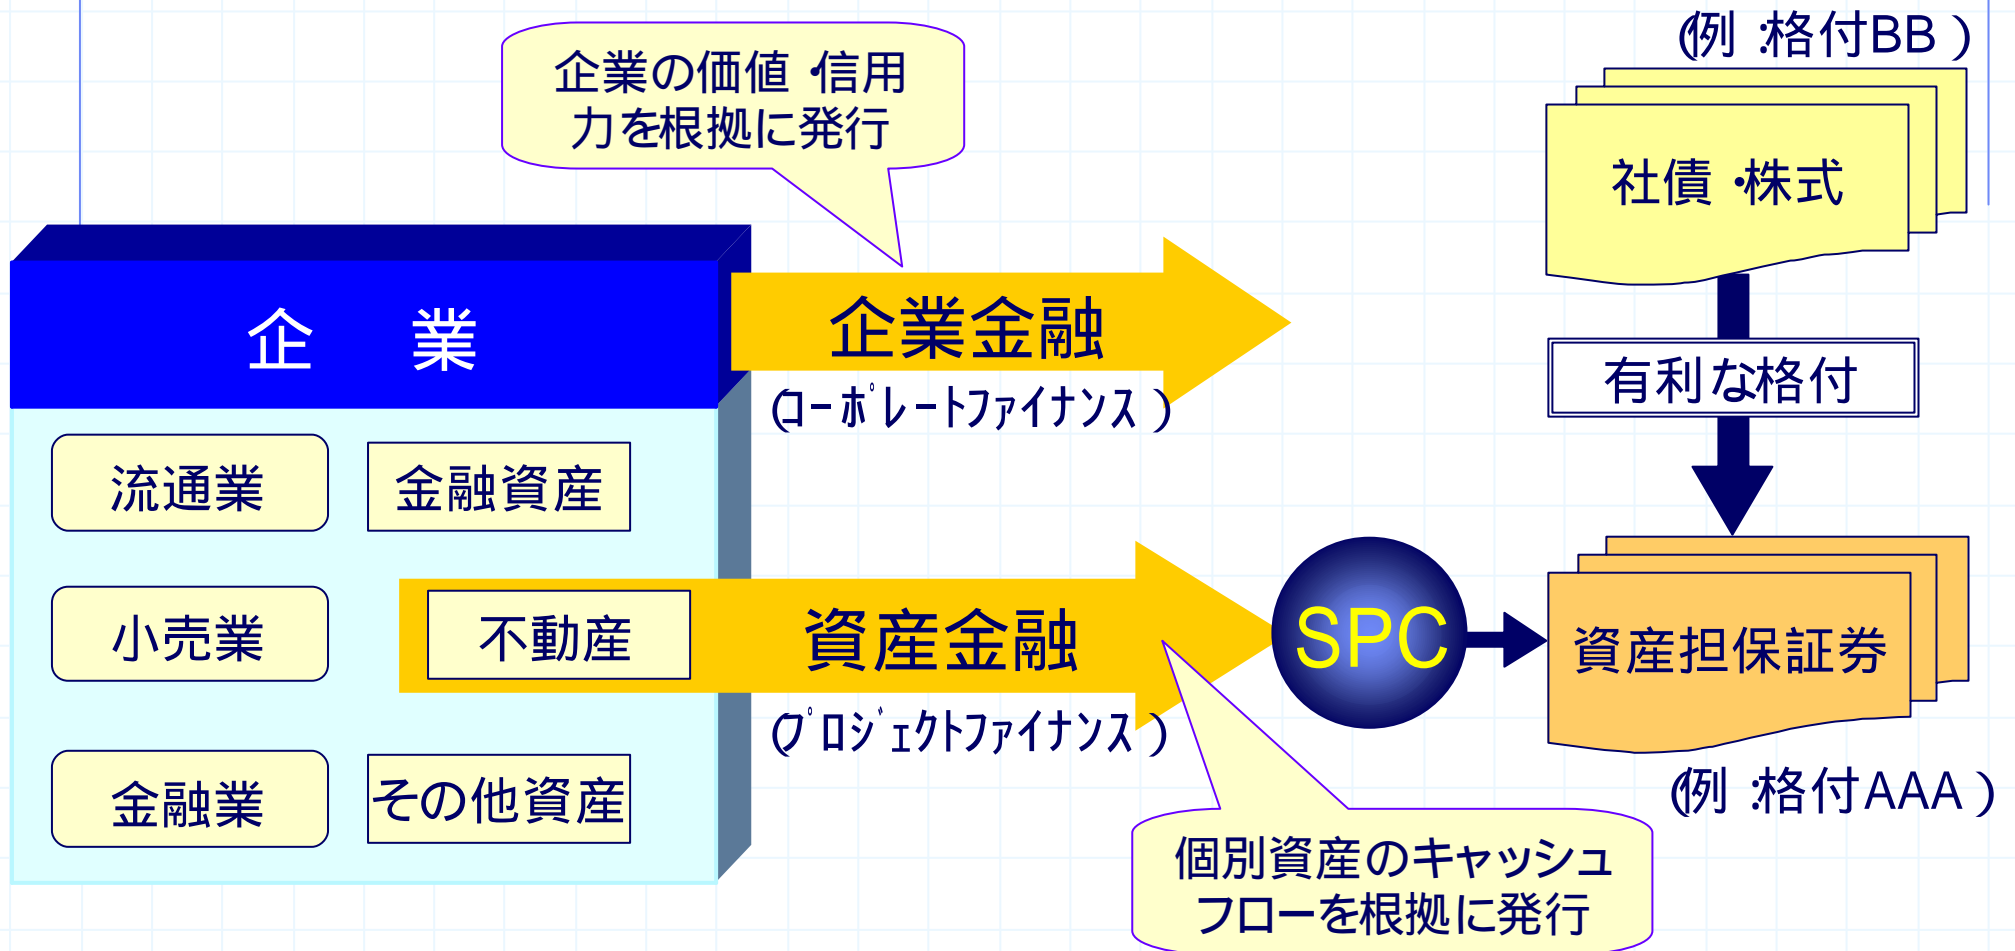 (例:格付BB)
企業の価値・信用
力を根拠に発行
社債・株式
企 業
企業金融
(コーポレートファイナンス)
有利な格付
流通業
金融資産
小売業
不動産
資産金融
SPC
資産担保証券
(プロジェクトファイナンス)
金融業
その他資産
(例:格付AAA)
個別資産のキャッシュ
フローを根拠に発行